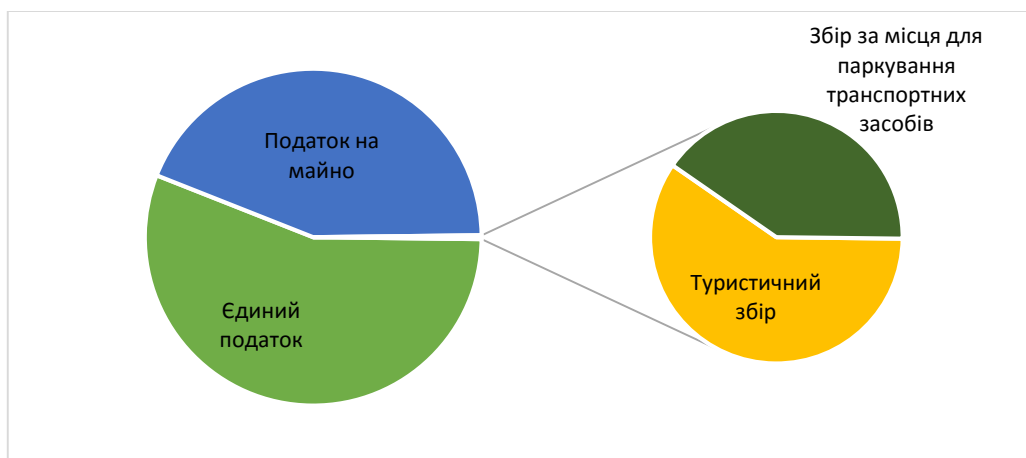 Податок на
майно
Єдиний
податок
Збір за місця для
паркування
транспортних
засобів
Туристичний
збір